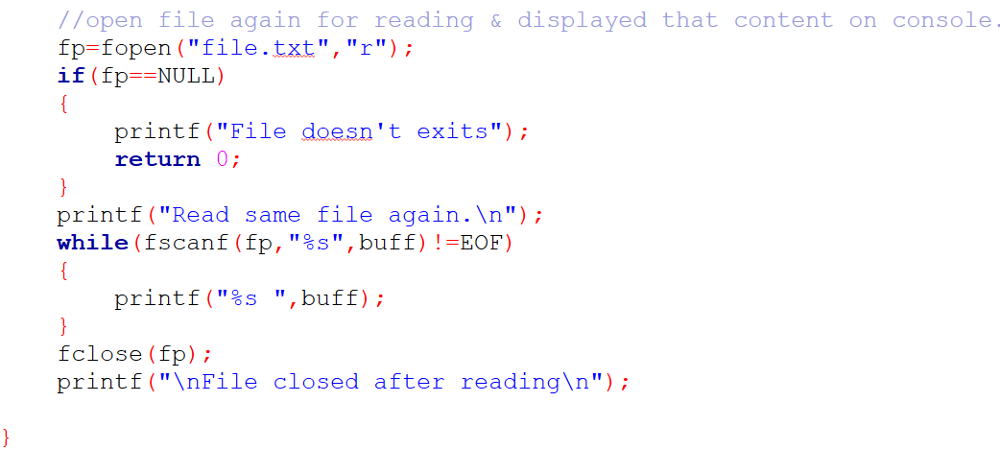 //open file again for reading & displayed that content on console.
fp=fopen("file.txt","r");
if(fp==NULL)
{
printf("File doesn't exits");
return 0;
}
printf("Read same file again.\n");
while(fscanf(fp,"%s",buff)!=EOF)
{
printf("%s ",buff);
}
fclose(fp);
printf("\nFile closed after reading\n");
}